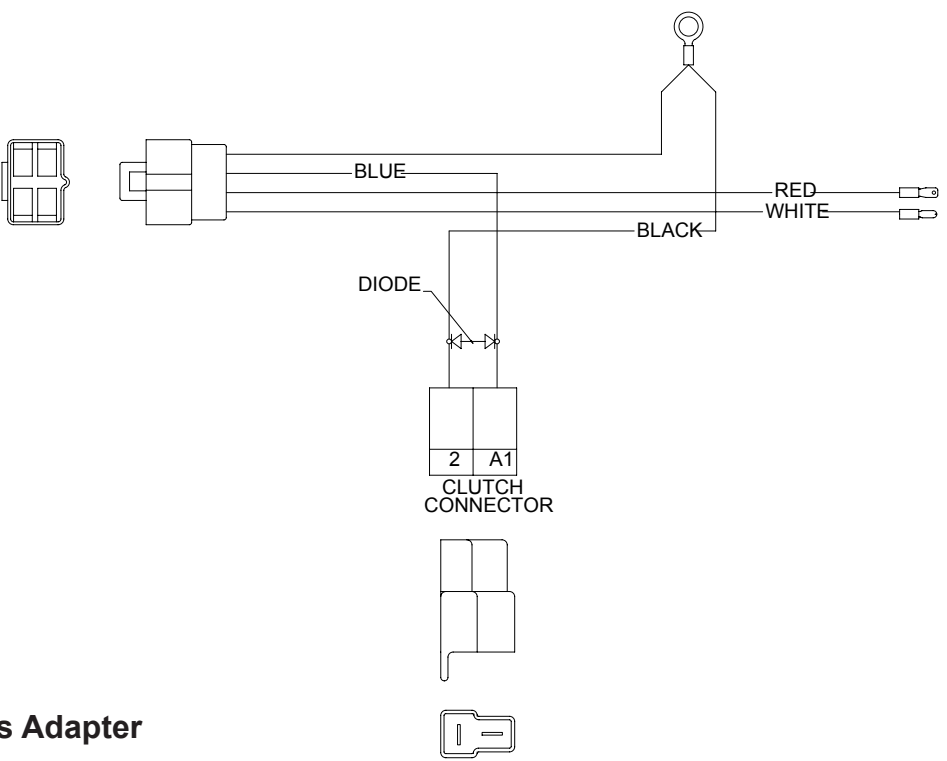 BLUE
RED
WHITE
BLACK
DIODE
2 A1
CLUTCH
CONNECTOR
s Adapter